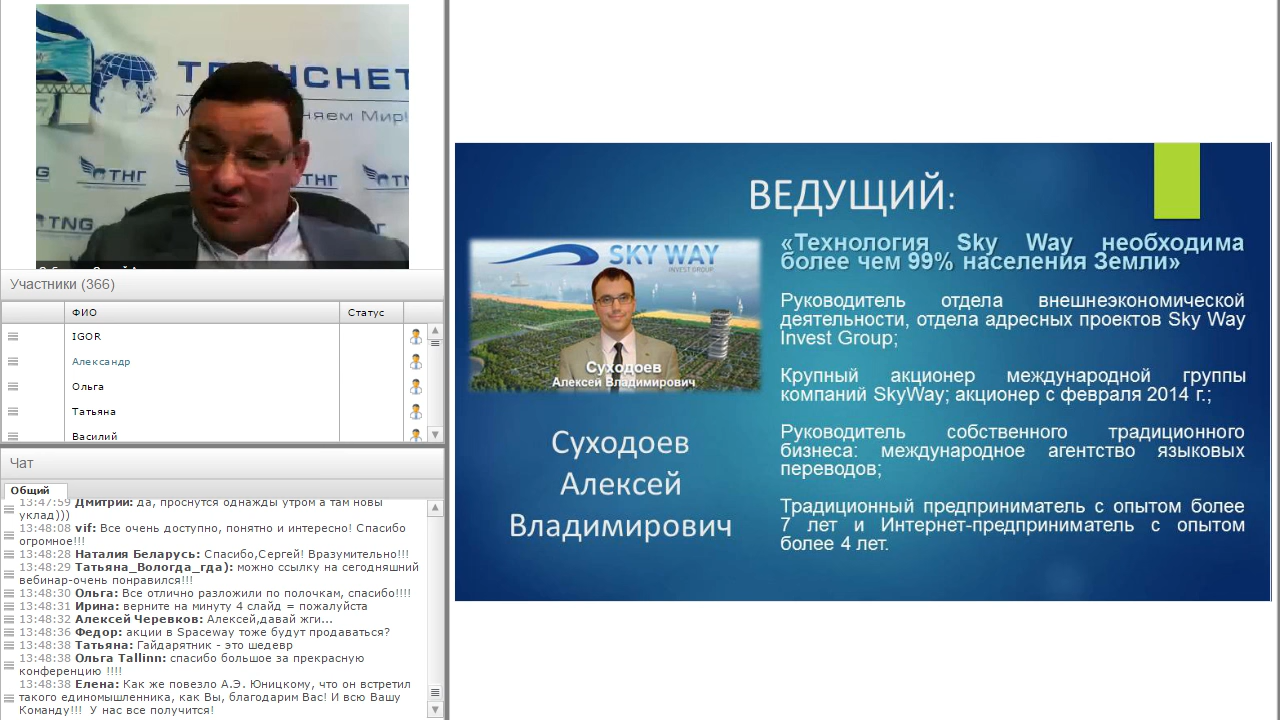 ТНГ
ТНГ
TNG
Участники (366)
ФИО
Статус
IGOR
Александр
Ольга
Татьяна
Василий
Чат
Общий
13:47:59 Дмитрий: да, проснутся однажды утром а там новы
уклад)))
13:48:08 vif: Все очень доступно, понятно и интересно! Спасибо
огромное!!!
13:48:28 Наталия Беларусь: Спасибо,Сергей! Вразумительно!!!
13:48:29 Татьяна_Вологда_гда): можно ссылку на сегодняшний
вебинар-очень понравился!!!
13:48:30 Ольга: Все отлично разложили по полочкам, спасибо!!!!
13:48:31 Ирина: верните на минуту 4 слайд = пожалуйста
13:48:32 Алексей Черевков: Алексей,давай жги...
13:48:36 Федор: акции в Spaceway тоже будут продаваться?
13:48:38 Татьяна: Гайдарятник - это шедевр
13:48:38 Ольга Tallinn: спасибо большое за прекрасную
конференцию !!!!
13:48:38 Елена: Как же повезло А.Э. Юницкому, что он встретил
такого единомышленника, как Вы, благодарим Вас! И всю Вашу
Команду!!! У нас все получится!
ВЕДУЩИЙ:
SKY WAY
INVEST GROUP
Суходоев
Алексей Владимирович
Суходоев
Алексей
Владимирович
«Технология Sky Way необходима
более чем 99% населения Земли»
Руководитель отдела внешнеэкономической
деятельности, отдела адресных проектов Sky Way
Invest Group;
Крупный акционер международной группы
компаний SkyWay; акционер с февраля 2014 г.;
Руководитель собственного традиционного
бизнеса: международное агентство языковых
переводов;
Традиционный предприниматель с опытом более
7 лет и Интернет-предприниматель с опытом
более 4 лет.